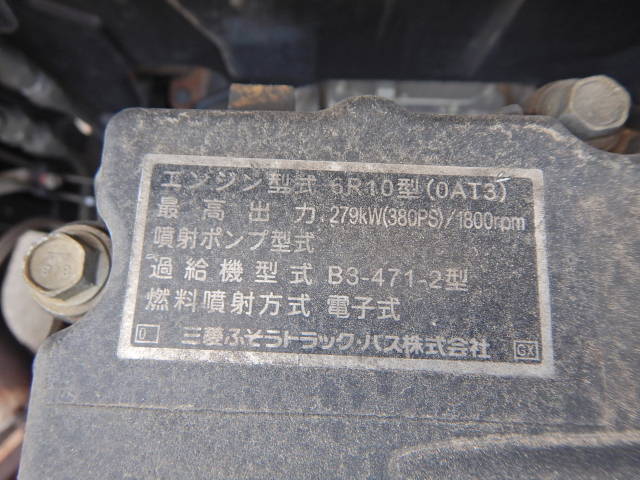 エンジン型式 6R10型(0AT3)
最高出力 279kW(380PS)/1800rpm
噴射ポンプ型式
過給機型式 B3-471-2型
燃料噴射方式 電子式
0 三菱ふそうトラック・バス株式会社 GX